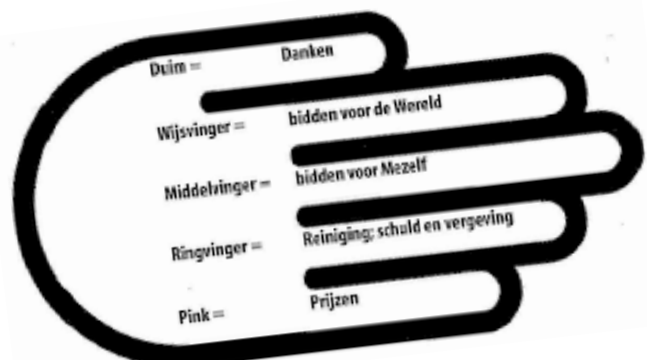 Duim = Danken
Wijsvinger = bidden voor de Wereld
Middelvinger = bidden voor Mezelf
Ringvinger = Reiniging; schuld en vergeving
Pink = Prijzen